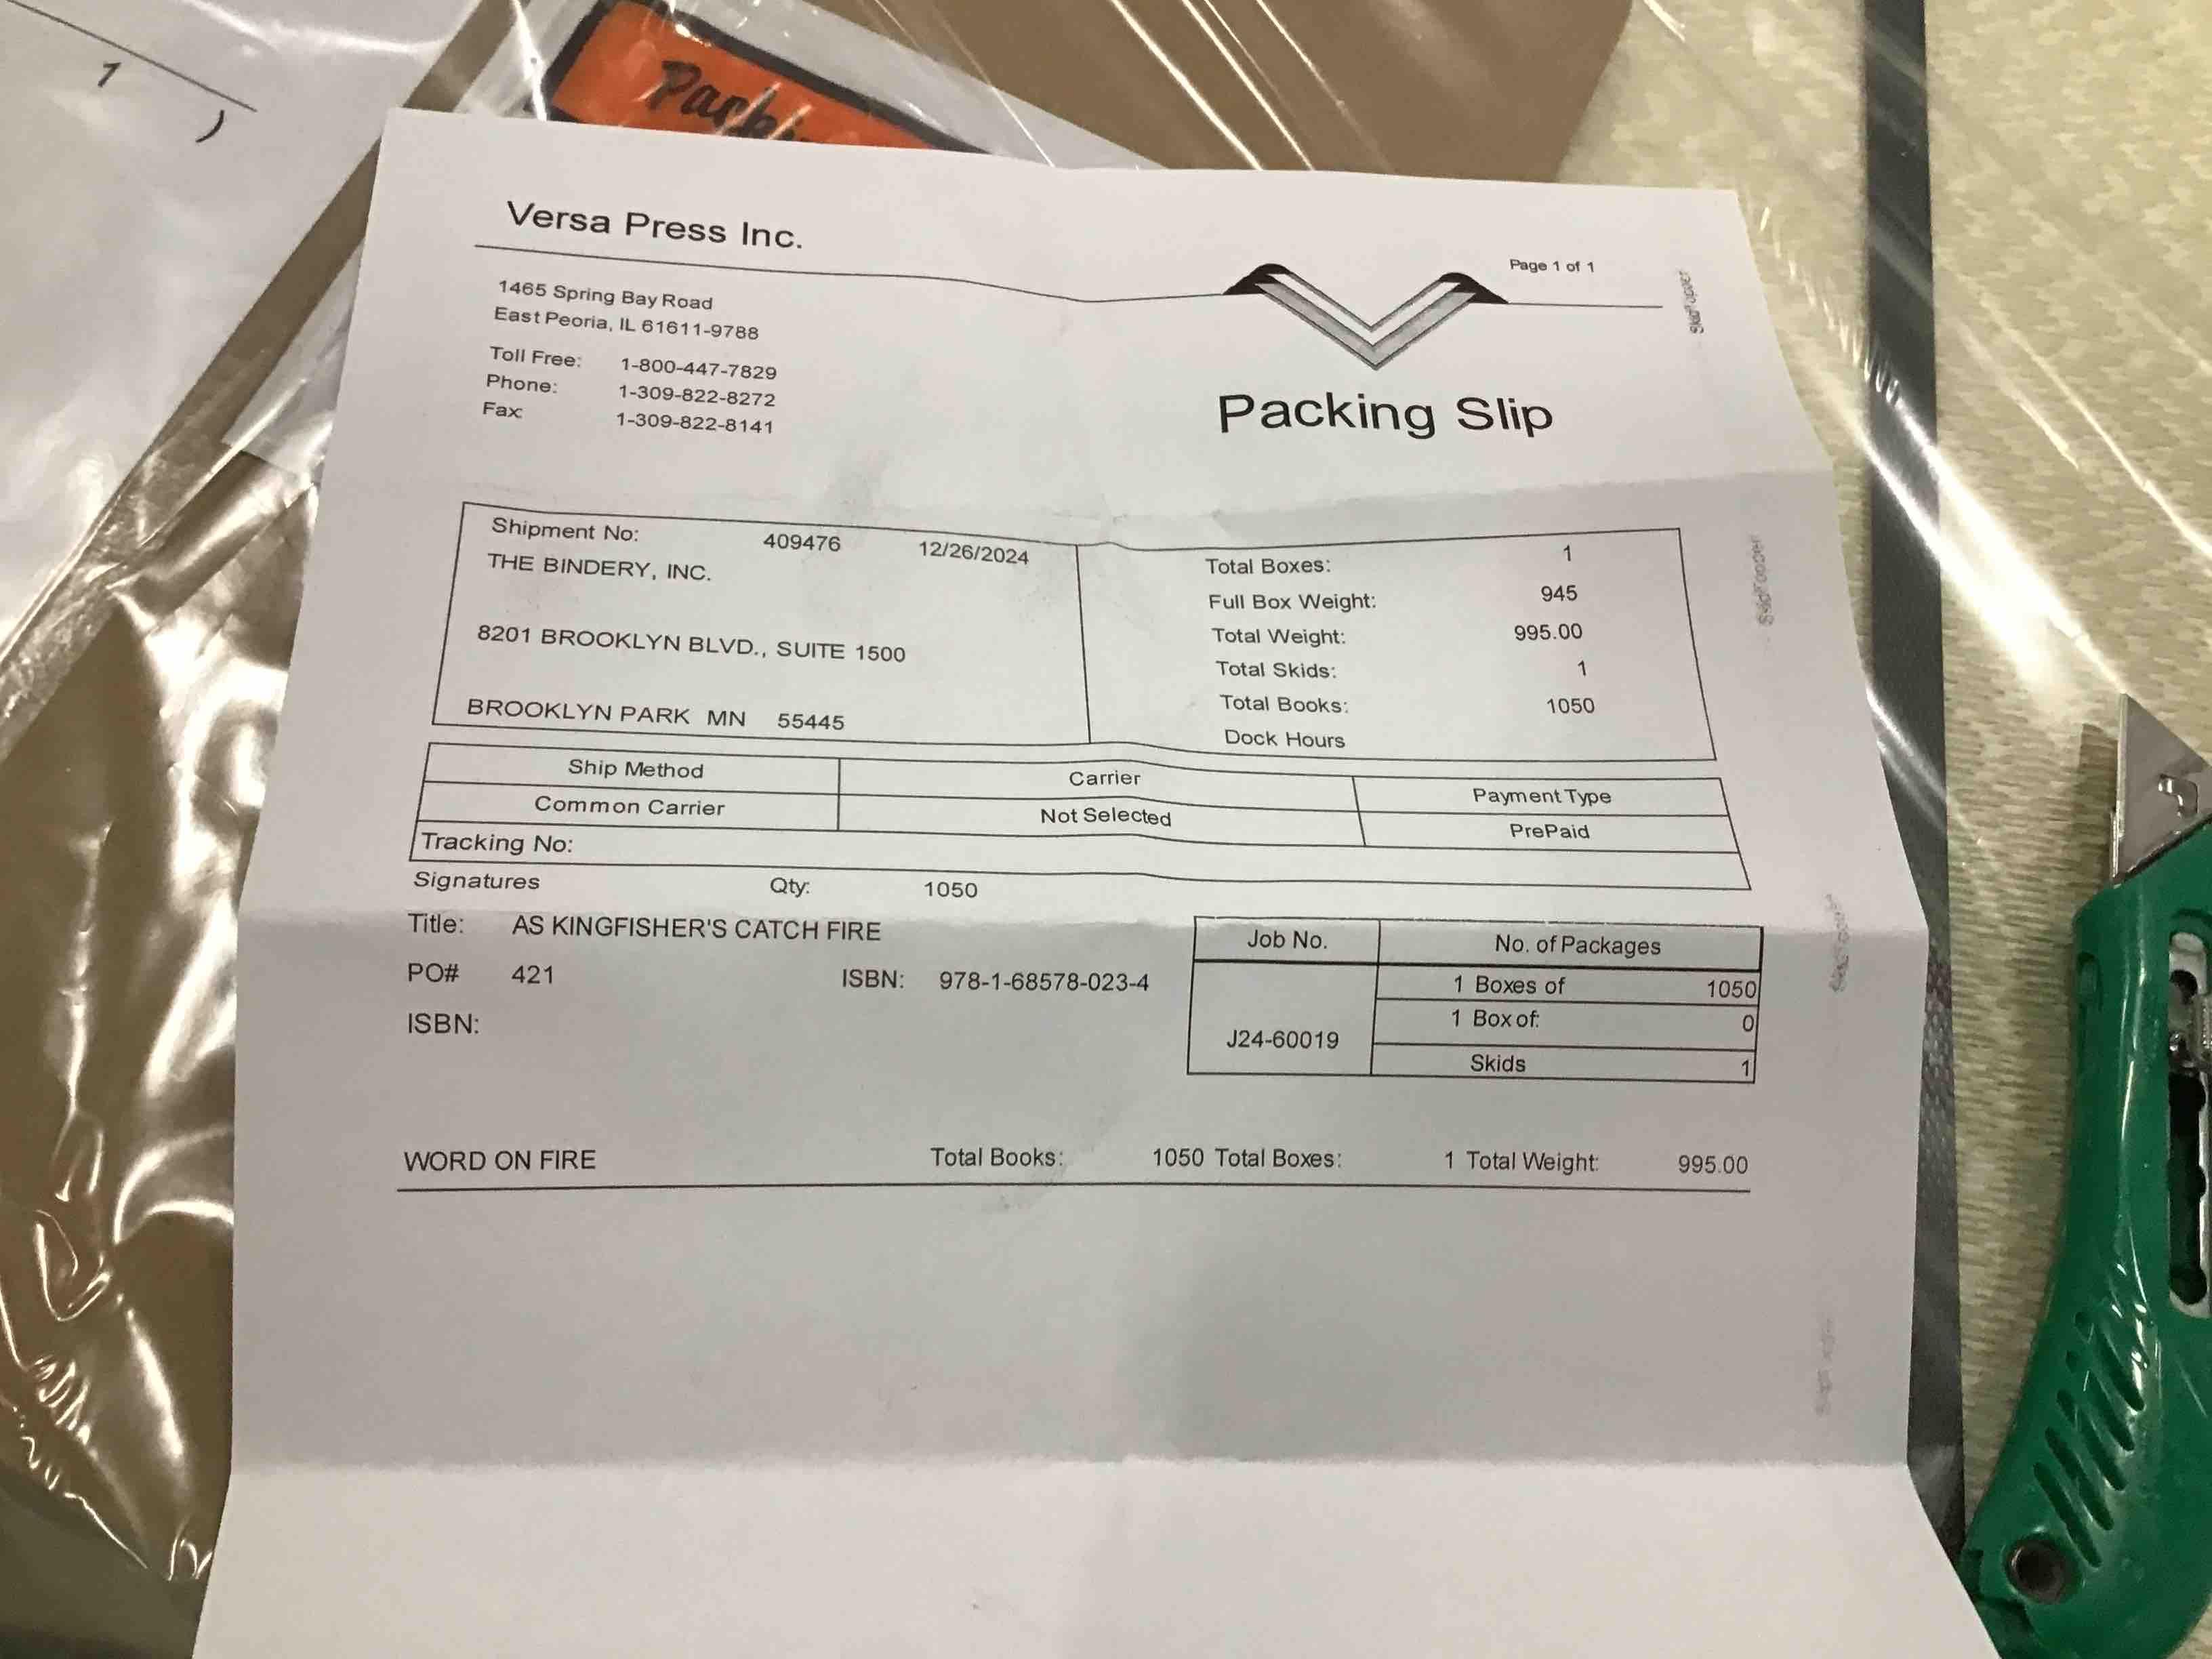 1
Versa Press Inc.
Page 1 of 1
1465 Spring Bay Road
East Peoria, IL 61611-9788
Toll Free: 1-800-447-7829
Phone: 1-309-822-8272
Fax: 1-309-822-8141
Packing Slip
Shipment No: 409476 12/26/2024
THE BINDERY, INC.
8201 BROOKLYN BLVD., SUITE 1500
BROOKLYN PARK MN 55445
Total Boxes: 1
Full Box Weight: 945
Total Weight: 995.00
Total Skids: 1
Total Books: 1050
Dock Hours
Ship Method Carrier Payment Type
Common Carrier Not Selected PrePaid
Tracking No:
Signatures Qty: 1050
Title: AS KINGFISHER'S CATCH FIRE
PO# 421 ISBN: 978-1-68578-023-4
ISBN:
Job No. No. of Packages
J24-60019
1 Boxes of 1050
1 Box of: 0
Skids 1
WORD ON FIRE Total Books: 1050 Total Boxes: 1 Total Weight: 995.00